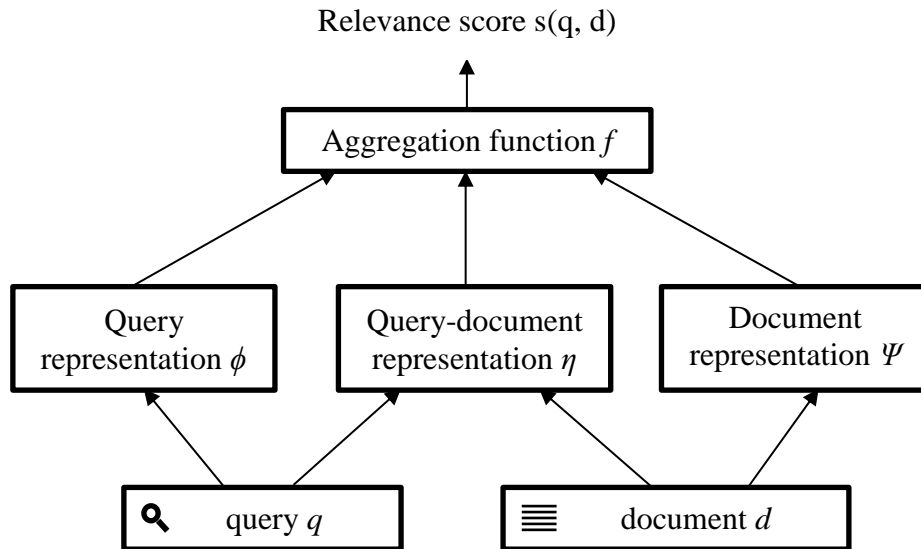 Relevance score s(q, d)
Aggregation function f
Query
representation ϕ
Query-document
representation η
Document
representation Ψ
query q
document d